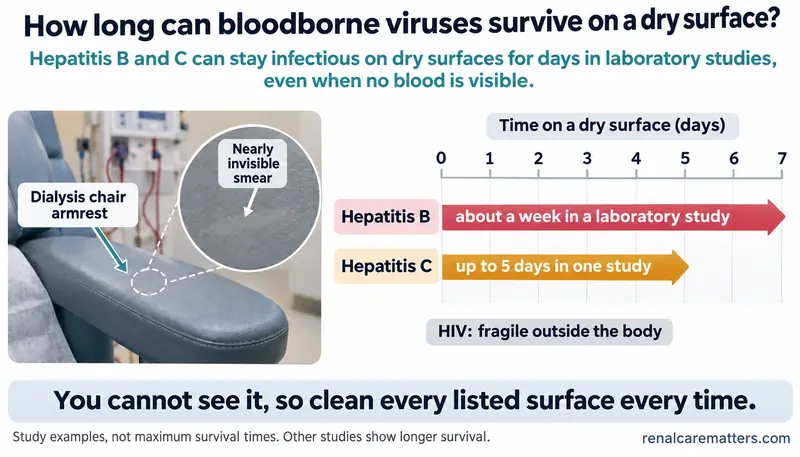 How long can bloodborne viruses survive on a dry surface?
Hepatitis B and C can stay infectious on dry surfaces for days in laboratory studies,
even when no blood is visible.
Nearly
invisible
smear
Dialysis chair
armrest
Time on a dry surface (days)
0 1 2 3 4 5 6 7
Hepatitis B about a week in a laboratory study
Hepatitis C up to 5 days in one study
HIV: fragile outside the body
You cannot see it, so clean every listed surface every time.
Study examples, not maximum survival times. Other studies show longer survival.
renalcarematters.com